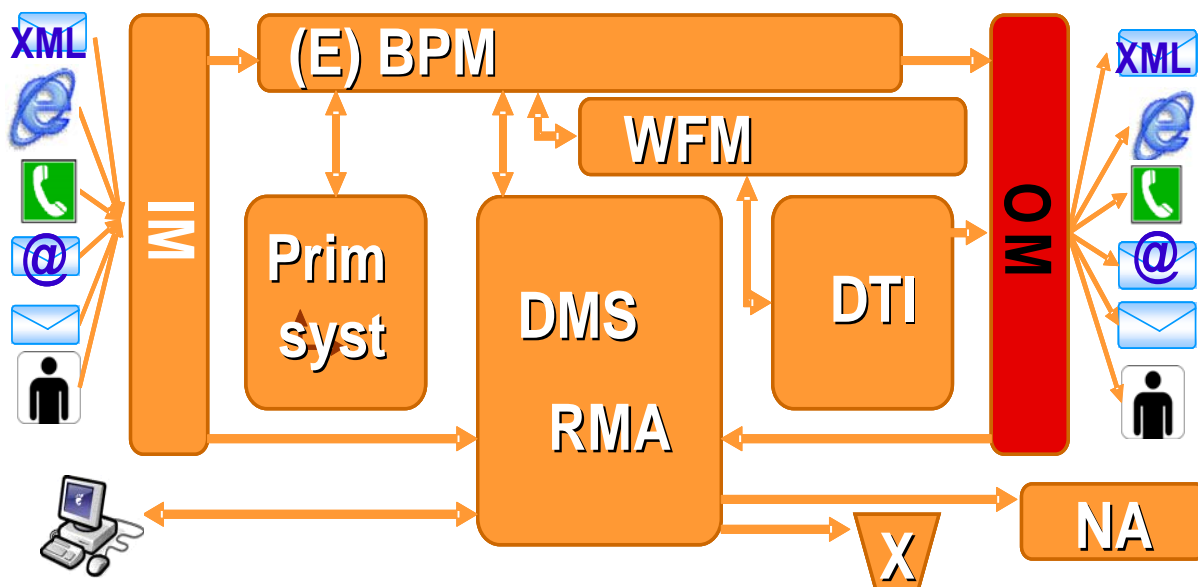 XML
@
IM
(E) BPM
WFM
Prim
syst
DMS
RMA
DTI
OM
XML
@
X
NA